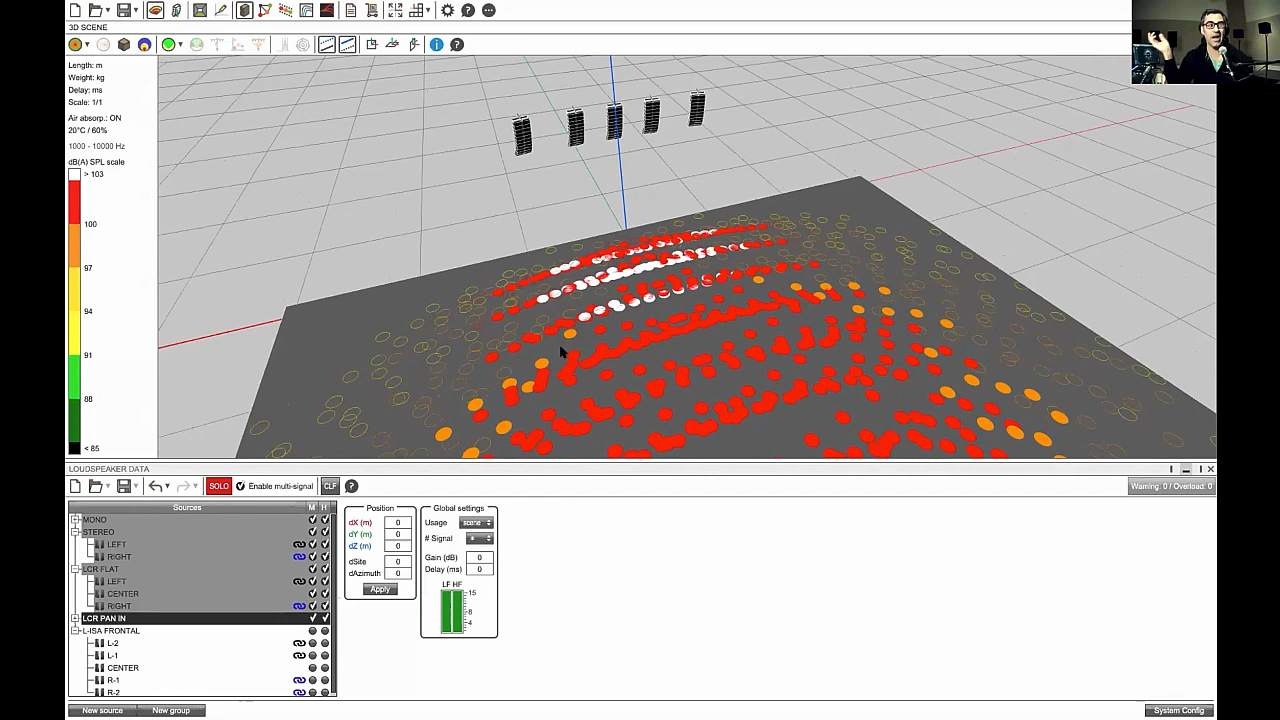 3D SCENE
Length: m
Weight: kg
Delay: ms
Scale: 1/1
Air absorp.: ON
20°C / 60%
1000 - 10000 Hz
dB(A) SPL scale
> 103
100
97
94
91
88
< 85
LOUDSPEAKER DATA
SOLO
Enable multi-signal
CLF
Warning: 0 / Overload: 0
Sources
M H
MONO
STEREO
LEFT
RIGHT
LCR FLAT
LEFT
CENTER
RIGHT
LCR PAN IN
L-ISA FRONTAL
L-2
L-1
CENTER
R-1
R-2
New source
New group
Position
dX (m) 0
dY (m) 0
dZ (m) 0
dSite 0
dAzimuth 0
Apply
Global settings
Usage scene
# Signal *
Gain (dB) 0
Delay (ms) 0
LF HF
15
8
4
System Config